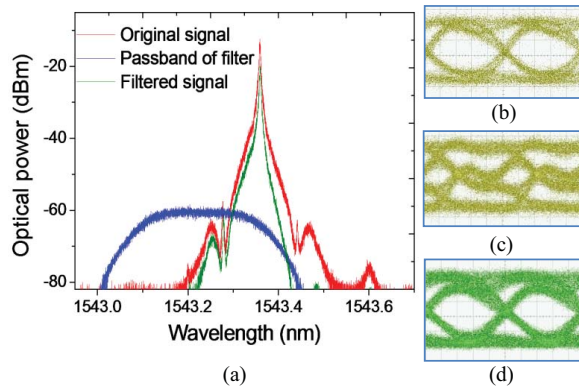 Original signal
Passband of filter
Filtered signal
Optical power (dBm)
-20
-40
-60
-80
1543.0
1543.2
1543.4
1543.6
Wavelength (nm)
(a)
(b)
(c)
(d)